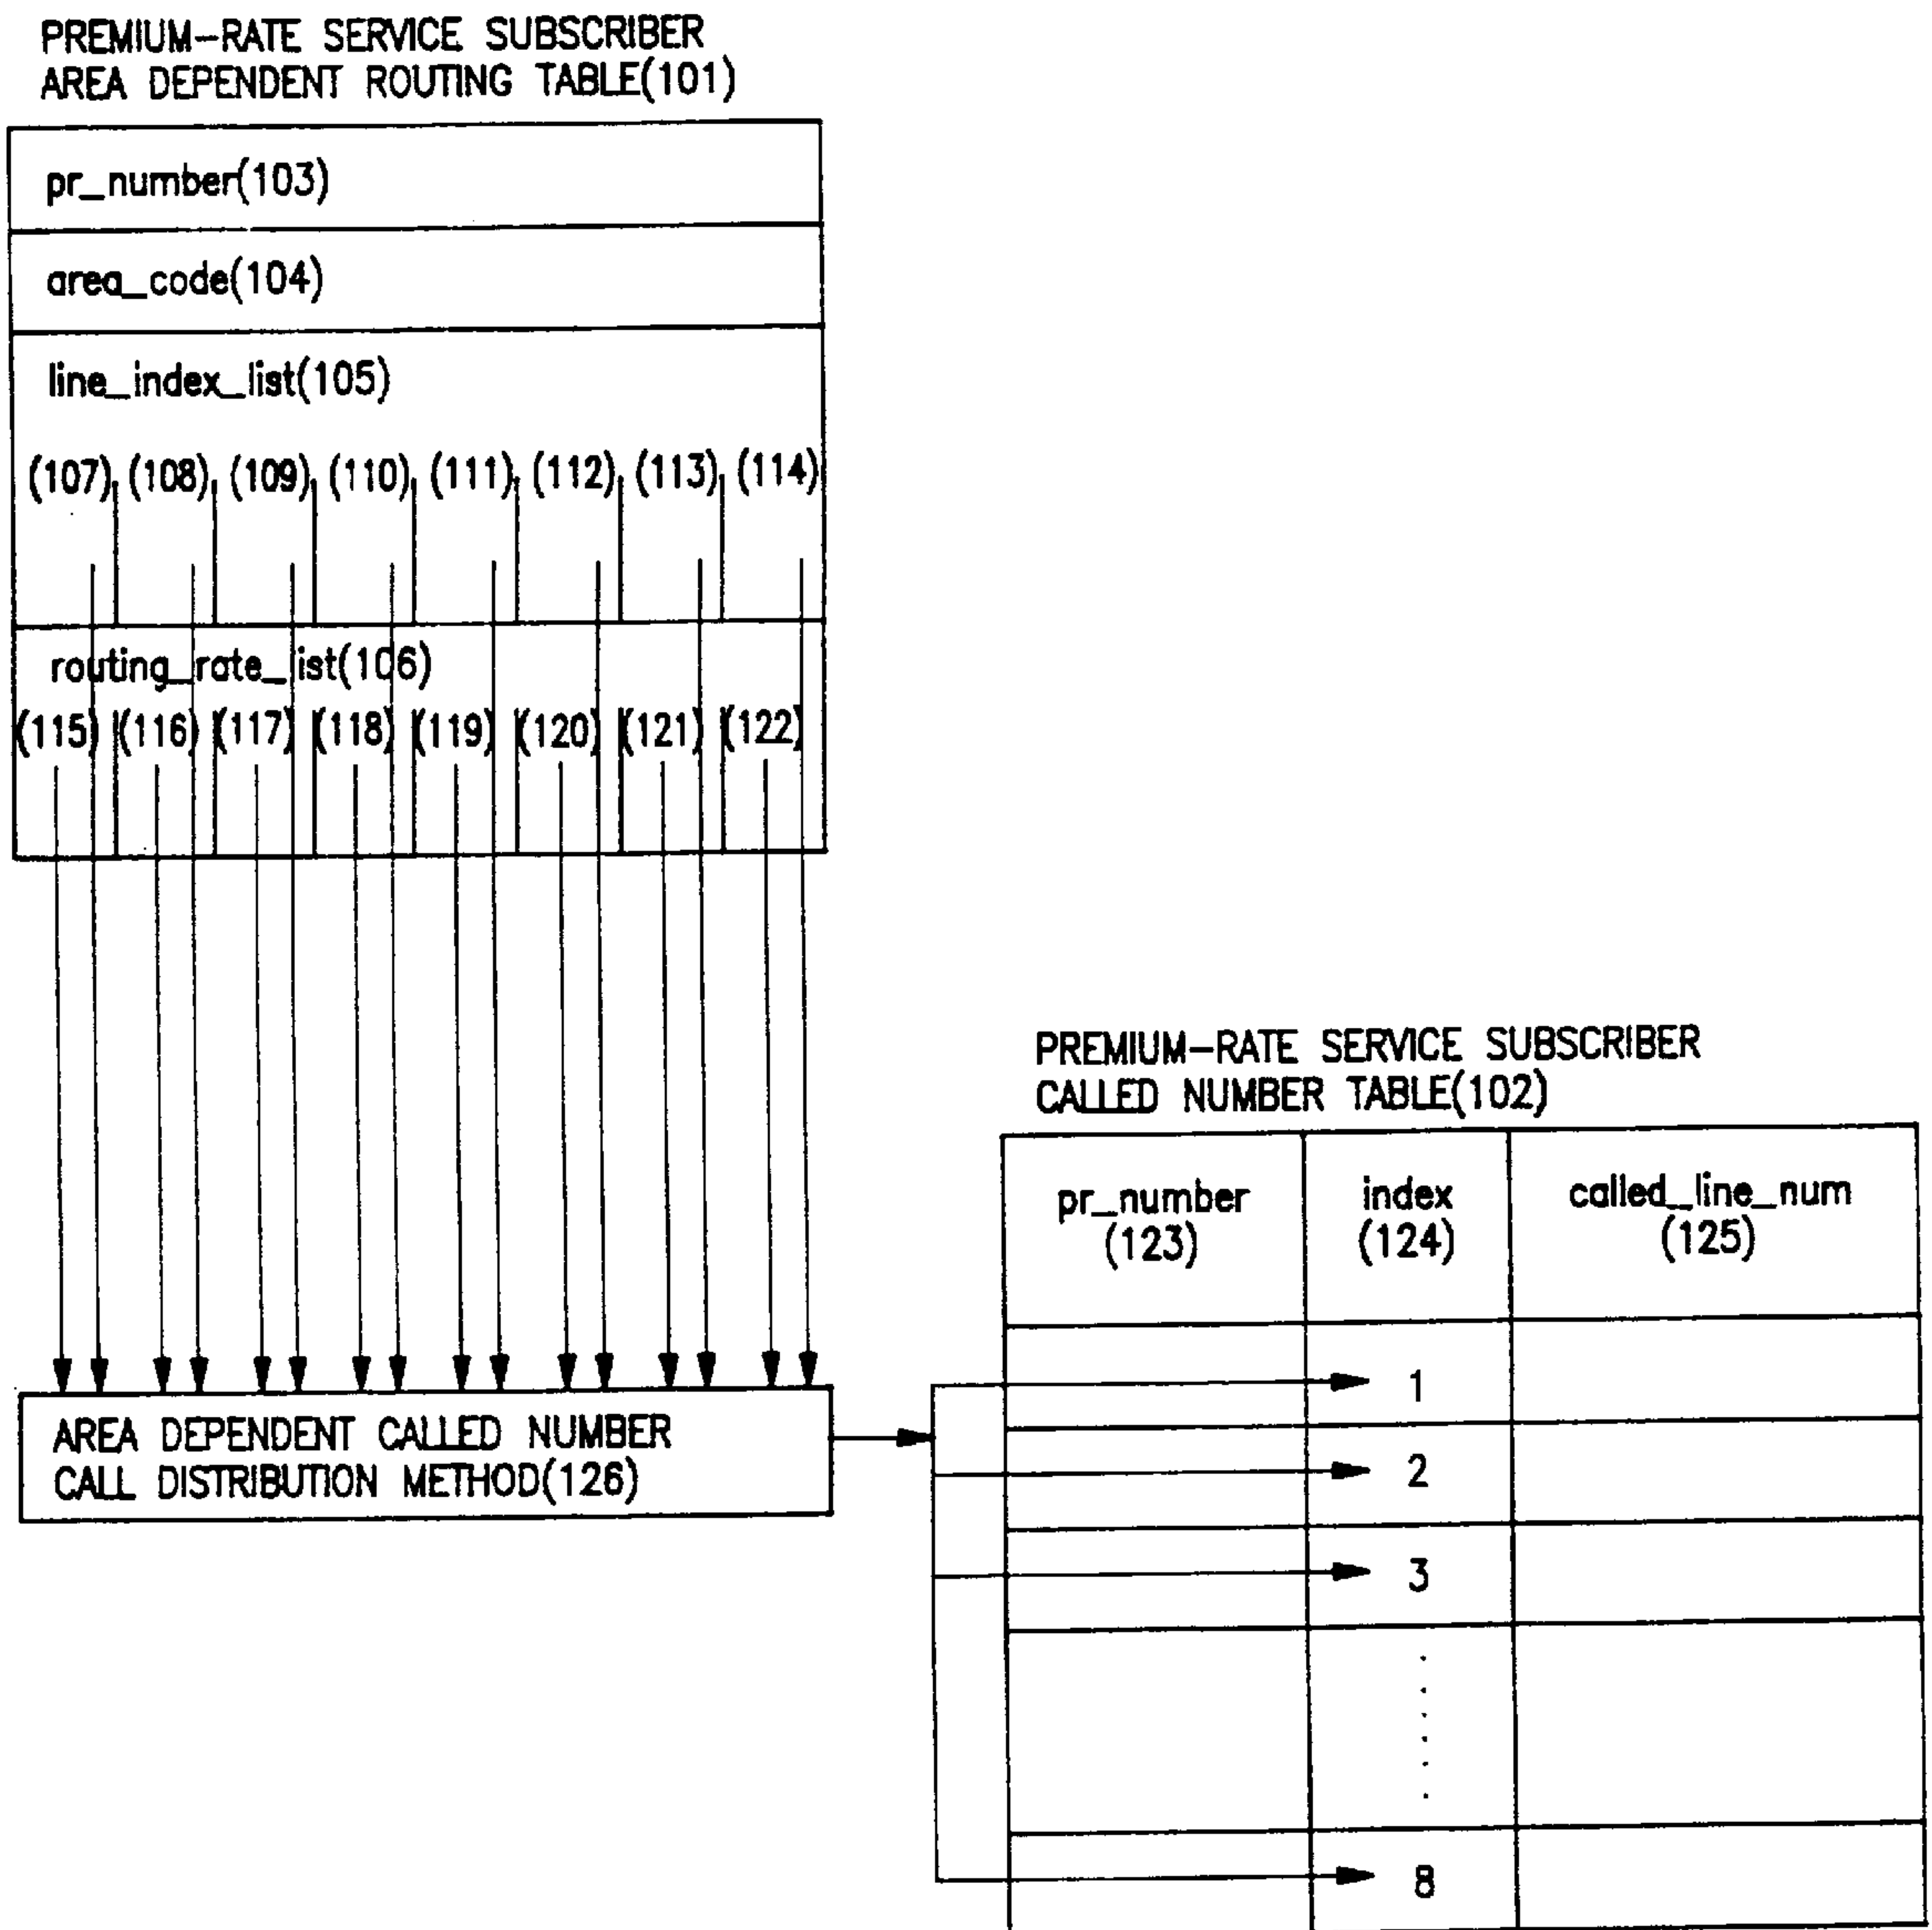 PREMIUM-RATE SERVICE SUBSCRIBER
AREA DEPENDENT ROUTING TABLE(101)
pr_number(103)
area_code(104)
line_index_list(105)
(107) (108) (109) (110) (111) (112) (113) (114)
routing_rate_list(106)
(115) (116) (117) (118) (119) (120) (121) (122)
AREA DEPENDENT CALLED NUMBER
CALL DISTRIBUTION METHOD(126)
PREMIUM-RATE SERVICE SUBSCRIBER
CALLED NUMBER TABLE(102)
pr_number index called_line_num
(123) (124) (125)
1
2
3
8